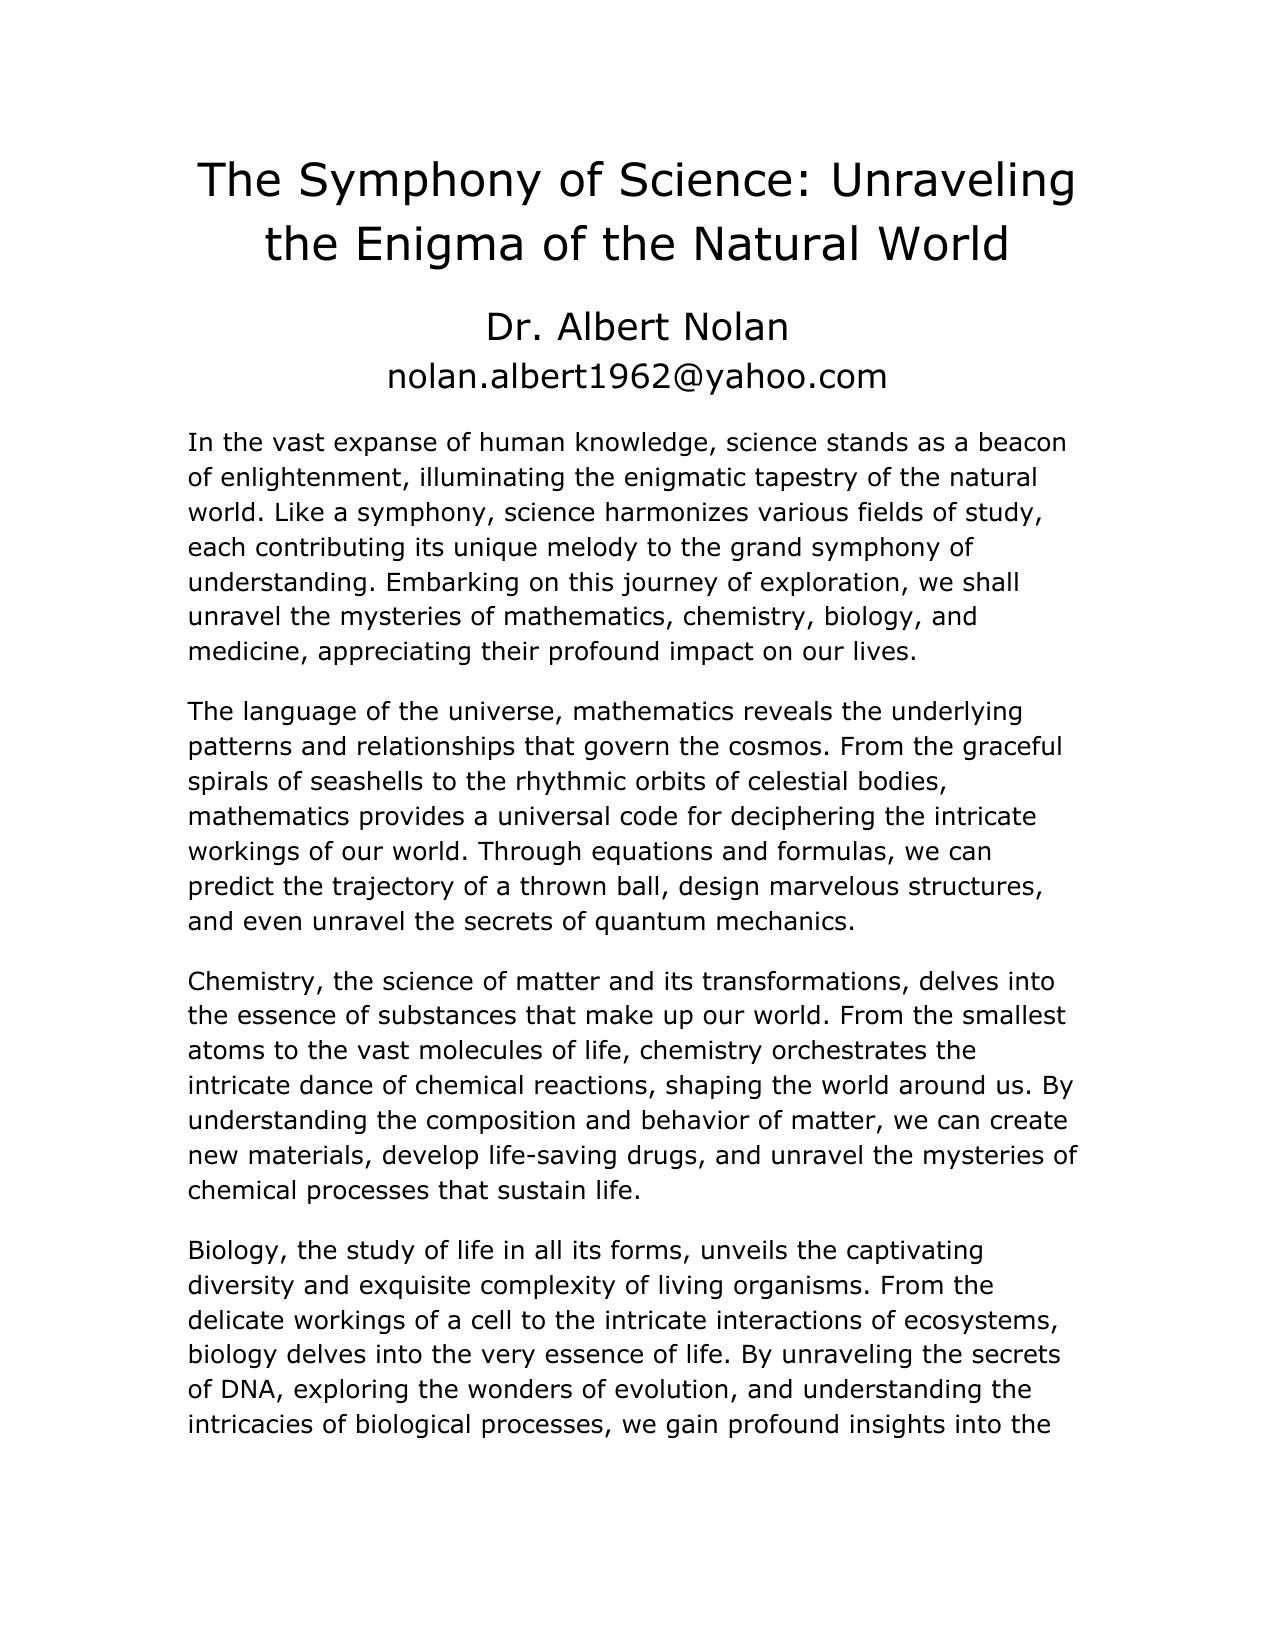 The Symphony of Science: Unraveling
the Enigma of the Natural World
Dr. Albert Nolan
nolan.albert1962@yahoo.com
In the vast expanse of human knowledge, science stands as a beacon
of enlightenment, illuminating the enigmatic tapestry of the natural
world. Like a symphony, science harmonizes various fields of study,
each contributing its unique melody to the grand symphony of
understanding. Embarking on this journey of exploration, we shall
unravel the mysteries of mathematics, chemistry, biology, and
medicine, appreciating their profound impact on our lives.
The language of the universe, mathematics reveals the underlying
patterns and relationships that govern the cosmos. From the graceful
spirals of seashells to the rhythmic orbits of celestial bodies,
mathematics provides a universal code for deciphering the intricate
workings of our world. Through equations and formulas, we can
predict the trajectory of a thrown ball, design marvelous structures,
and even unravel the secrets of quantum mechanics.
Chemistry, the science of matter and its transformations, delves into
the essence of substances that make up our world. From the smallest
atoms to the vast molecules of life, chemistry orchestrates the
intricate dance of chemical reactions, shaping the world around us. By
understanding the composition and behavior of matter, we can create
new materials, develop life-saving drugs, and unravel the mysteries of
chemical processes that sustain life.
Biology, the study of life in all its forms, unveils the captivating
diversity and exquisite complexity of living organisms. From the
delicate workings of a cell to the intricate interactions of ecosystems,
biology delves into the very essence of life. By unraveling the secrets
of DNA, exploring the wonders of evolution, and understanding the
intricacies of biological processes, we gain profound insights into the